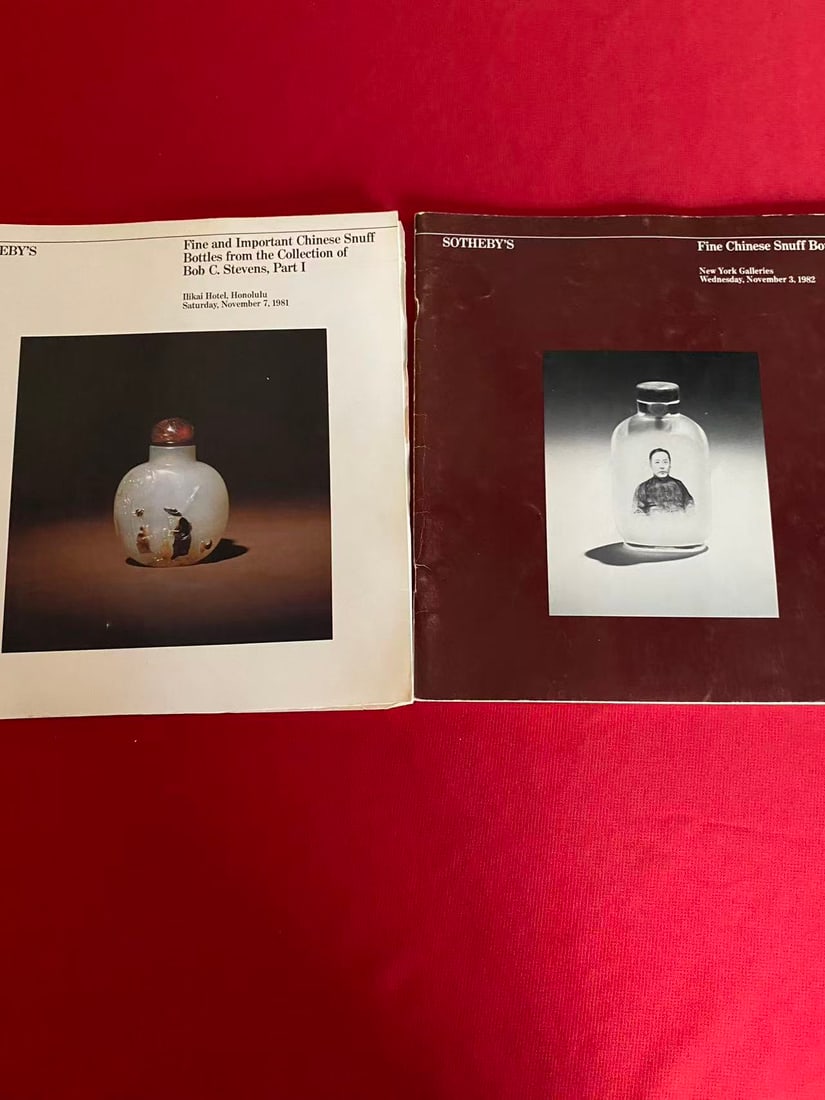 EBY'S
Fine and Important Chinese Snuff
Bottles from the Collection of
Bob C. Stevens, Part I
Ilikai Hotel, Honolulu
Saturday, November 7, 1981
SOTHEBY'S
Fine Chinese Snuff Bo
New York Galleries
Wednesday, November 3, 1982